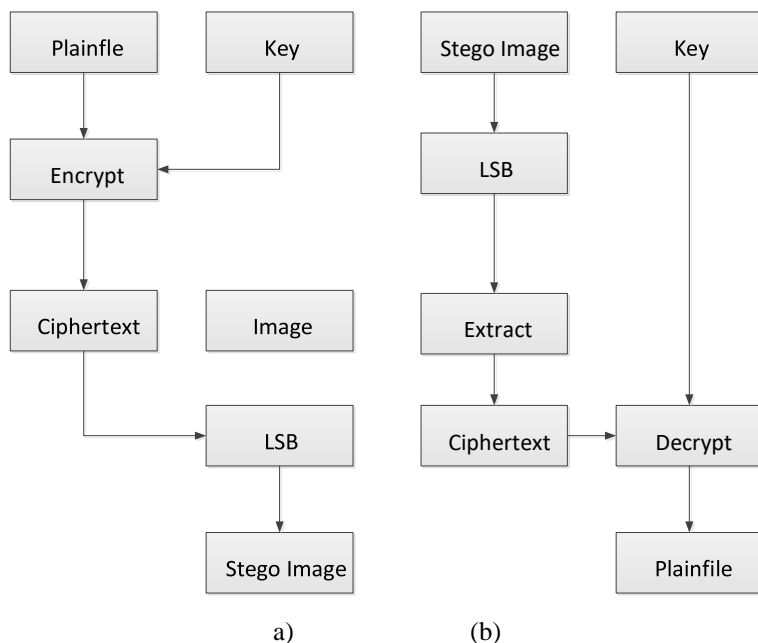 Plainfle
Key
Encrypt
Ciphertext
Image
LSB
Stego Image
a)
Stego Image
Key
LSB
Extract
Ciphertext
Decrypt
Plainfile
(b)